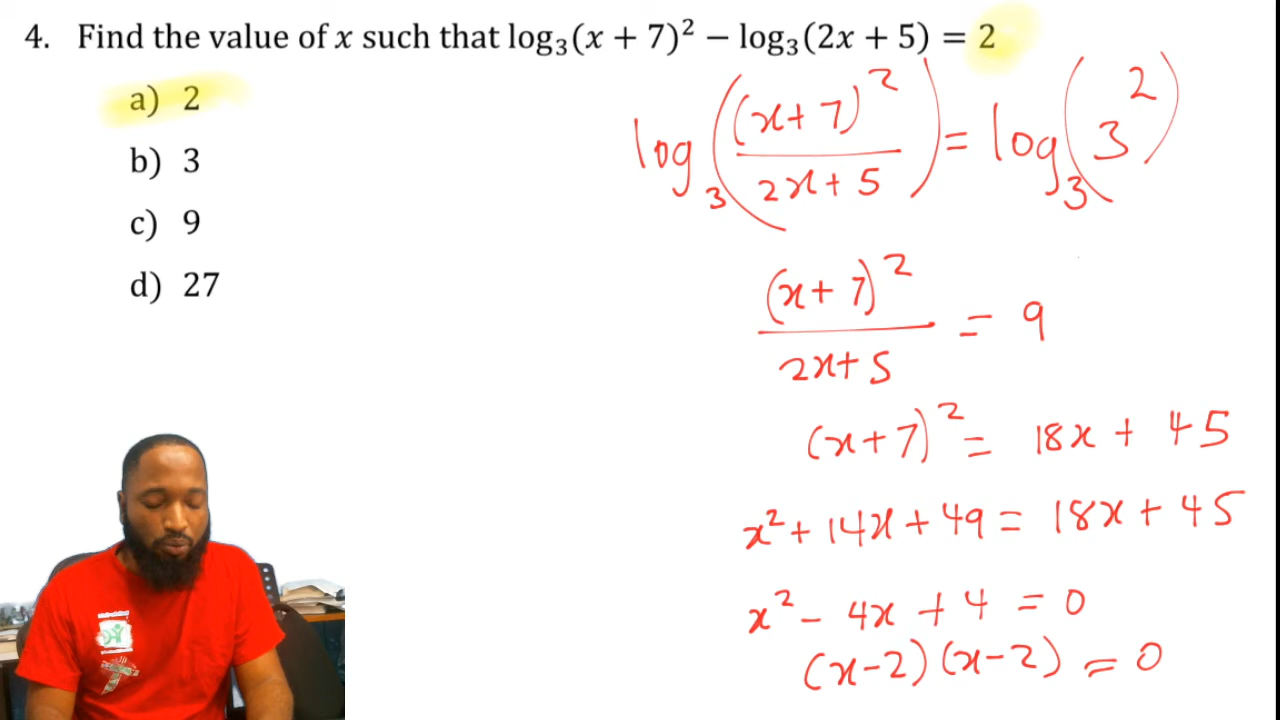 4. Find the value of x such that log₃(x + 7)² − log₃(2x + 5) = 2
a) 2
b) 3
c) 9
d) 27
log₃((x+7)²/(2x+5)) = log₃(3²)
(x+7)²/(2x+5) = 9
(x+7)² = 18x + 45
x² + 14x + 49 = 18x + 45
x² − 4x + 4 = 0
(x−2)(x−2) = 0